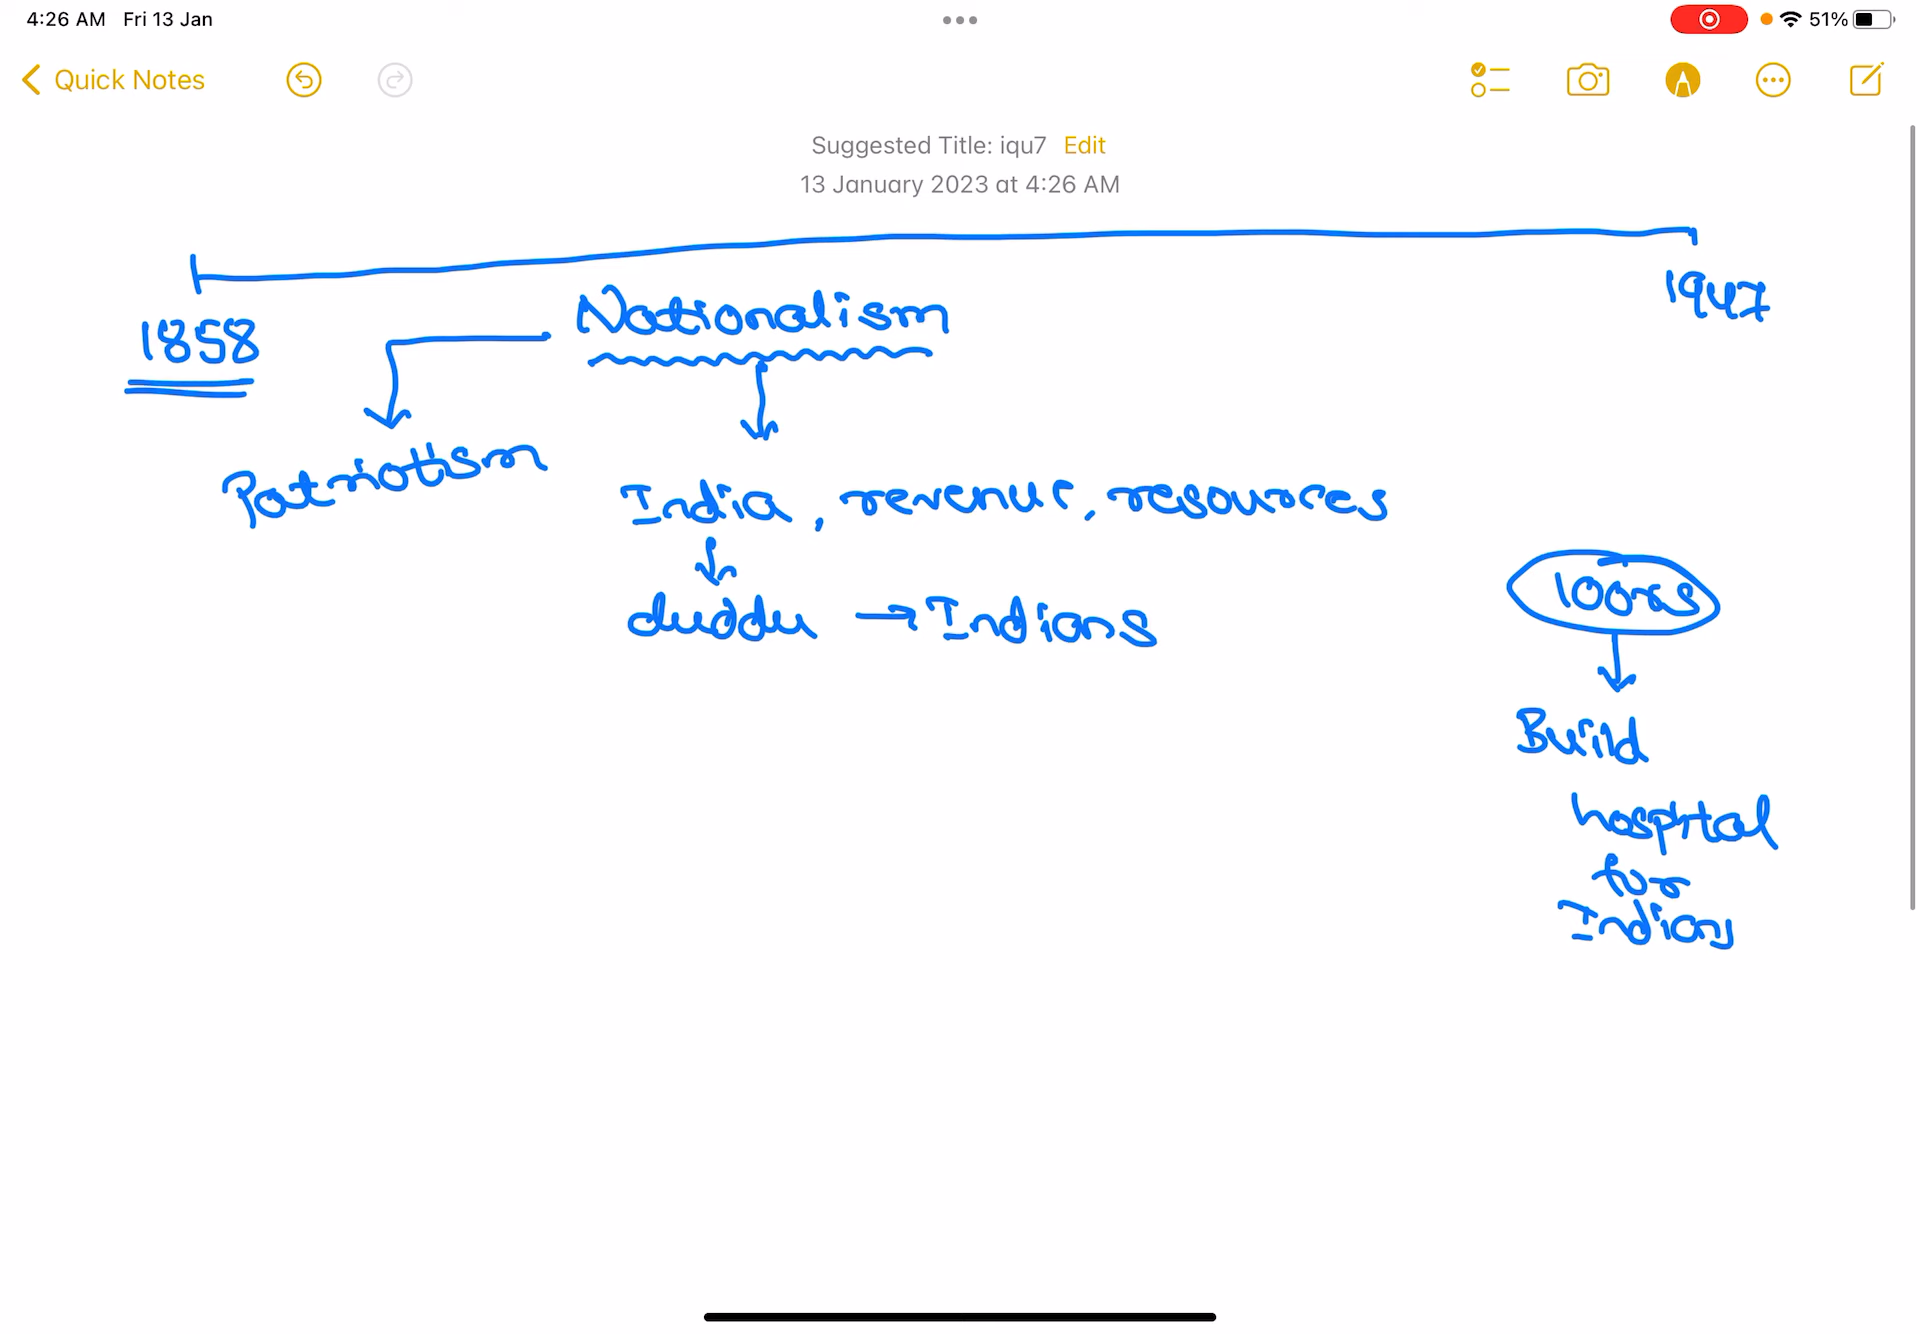 4:26 AM Fri 13 Jan
51%
Quick Notes
Suggested Title: iqu7 Edit
13 January 2023 at 4:26 AM
1858
Nationalism
1947
Patriotism
India, revenue, resources
duddu → Indians
100rs
Build
hospital
for
Indians